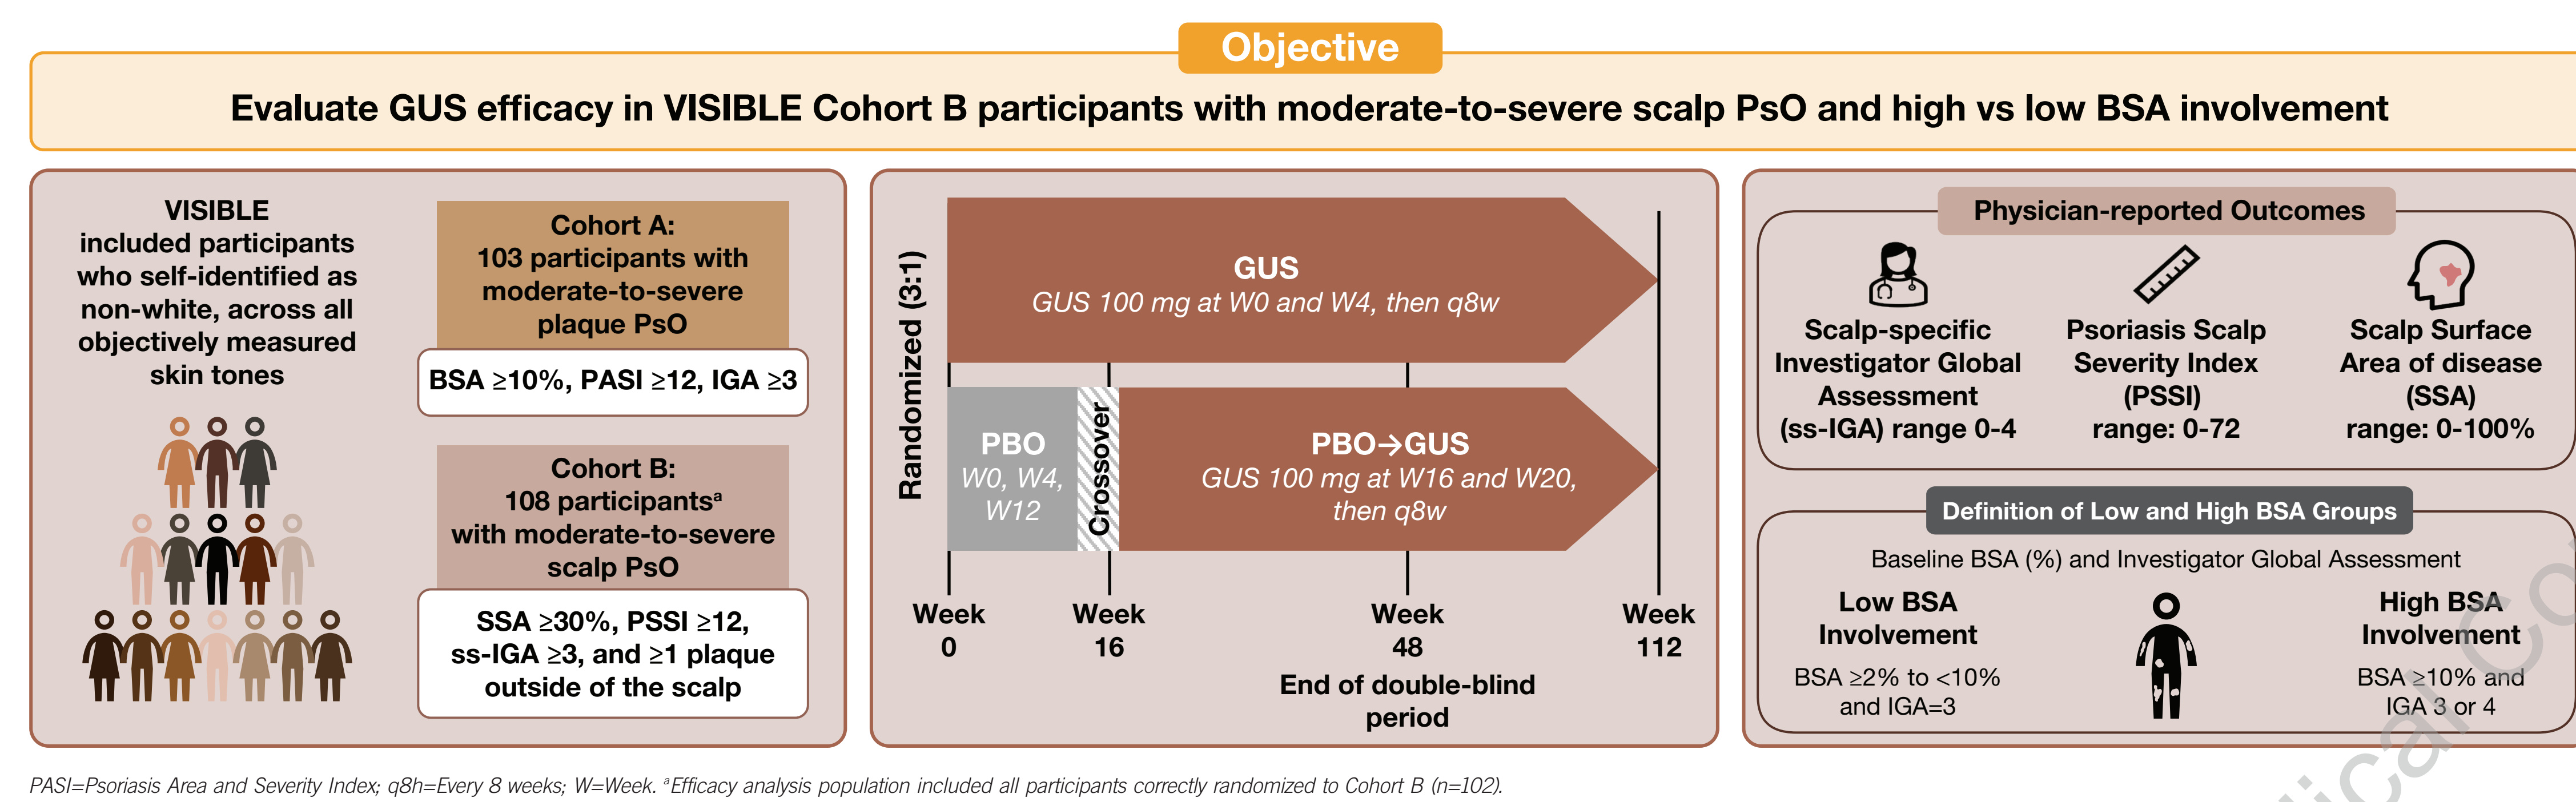 Objective
Evaluate GUS efficacy in VISIBLE Cohort B participants with moderate-to-severe scalp PsO and high vs low BSA involvement
VISIBLE
included participants
who self-identified as
non-white, across all
objectively measured
skin tones
Cohort A:
103 participants with
moderate-to-severe
plaque PsO
BSA ≥10%, PASI ≥12, IGA ≥3
Cohort B:
108 participantsᵃ
with moderate-to-severe
scalp PsO
SSA ≥30%, PSSI ≥12,
ss-IGA ≥3, and ≥1 plaque
outside of the scalp
Randomized (3:1)
GUS
GUS 100 mg at W0 and W4, then q8w
PBO
W0, W4,
W12
Crossover
PBO→GUS
GUS 100 mg at W16 and W20,
then q8w
Week
0
Week
16
Week
48
Week
112
End of double-blind
period
Physician-reported Outcomes
Scalp-specific
Investigator Global
Assessment
(ss-IGA) range 0-4
Psoriasis Scalp
Severity Index
(PSSI)
range: 0-72
Scalp Surface
Area of disease
(SSA)
range: 0-100%
Definition of Low and High BSA Groups
Baseline BSA (%) and Investigator Global Assessment
Low BSA
Involvement
BSA ≥2% to <10%
and IGA=3
High BSA
Involvement
BSA ≥10% and
IGA 3 or 4
PASI=Psoriasis Area and Severity Index; q8h=Every 8 weeks; W=Week. ᵃEfficacy analysis population included all participants correctly randomized to Cohort B (n=102).